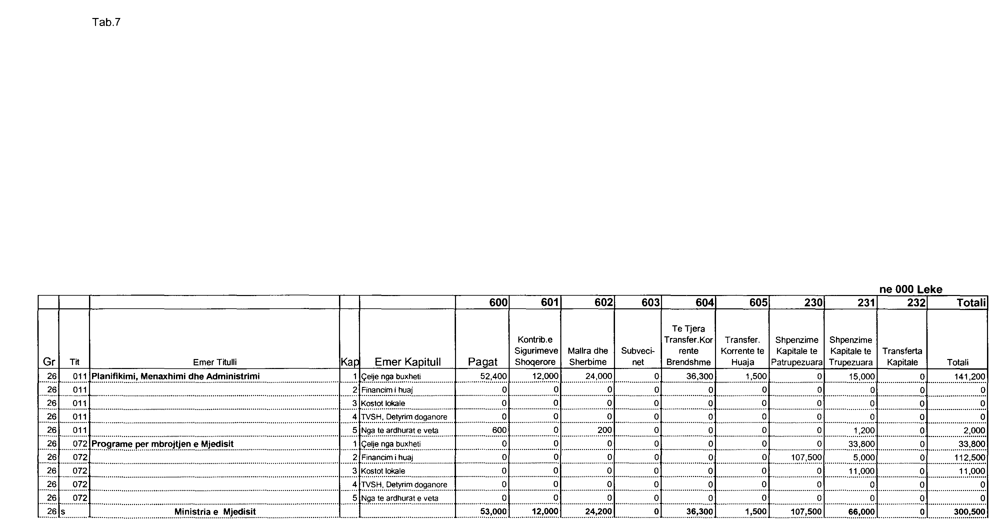 Tab.7
ne 000 Leke
600 601 602 603 604 605 230 231 232 Totali
Gr Tit Emer Titulli Kap Emer Kapitull Pagat Kontrib.e Sigurimeve Shoqerore Mallra dhe Sherbime Subveci-net Te Tjera Transfer.Kor rente Brendshme Transfer. Korrente te Huaja Shpenzime Kapitale te Patrupezuara Shpenzime Kapitale te Trupezuara Transferta Kapitale Totali
26 011 Planifikimi, Menaxhimi dhe Administrimi 1 Çelje nga buxheti 52,400 12,000 24,000 0 36,300 1,500 0 15,000 0 141,200
26 011 2 Financim i huaj 0 0 0 0 0 0 0 0 0 0
26 011 3 Kostot lokale 0 0 0 0 0 0 0 0 0 0
26 011 4 TVSH, Detyrim doganore 0 0 0 0 0 0 0 0 0 0
26 011 5 Nga te ardhurat e veta 600 0 200 0 0 0 0 1,200 0 2,000
26 072 Programe per mbrojtjen e Mjedisit 1 Çelje nga buxheti 0 0 0 0 0 0 0 33,800 0 33,800
26 072 2 Financim i huaj 0 0 0 0 0 0 107,500 5,000 0 112,500
26 072 3 Kostot lokale 0 0 0 0 0 0 0 11,000 0 11,000
26 072 4 TVSH, Detyrim doganore 0 0 0 0 0 0 0 0 0 0
26 072 5 Nga te ardhurat e veta 0 0 0 0 0 0 0 0 0 0
26 s Ministria e Mjedisit 53,000 12,000 24,200 0 36,300 1,500 107,500 66,000 0 300,500